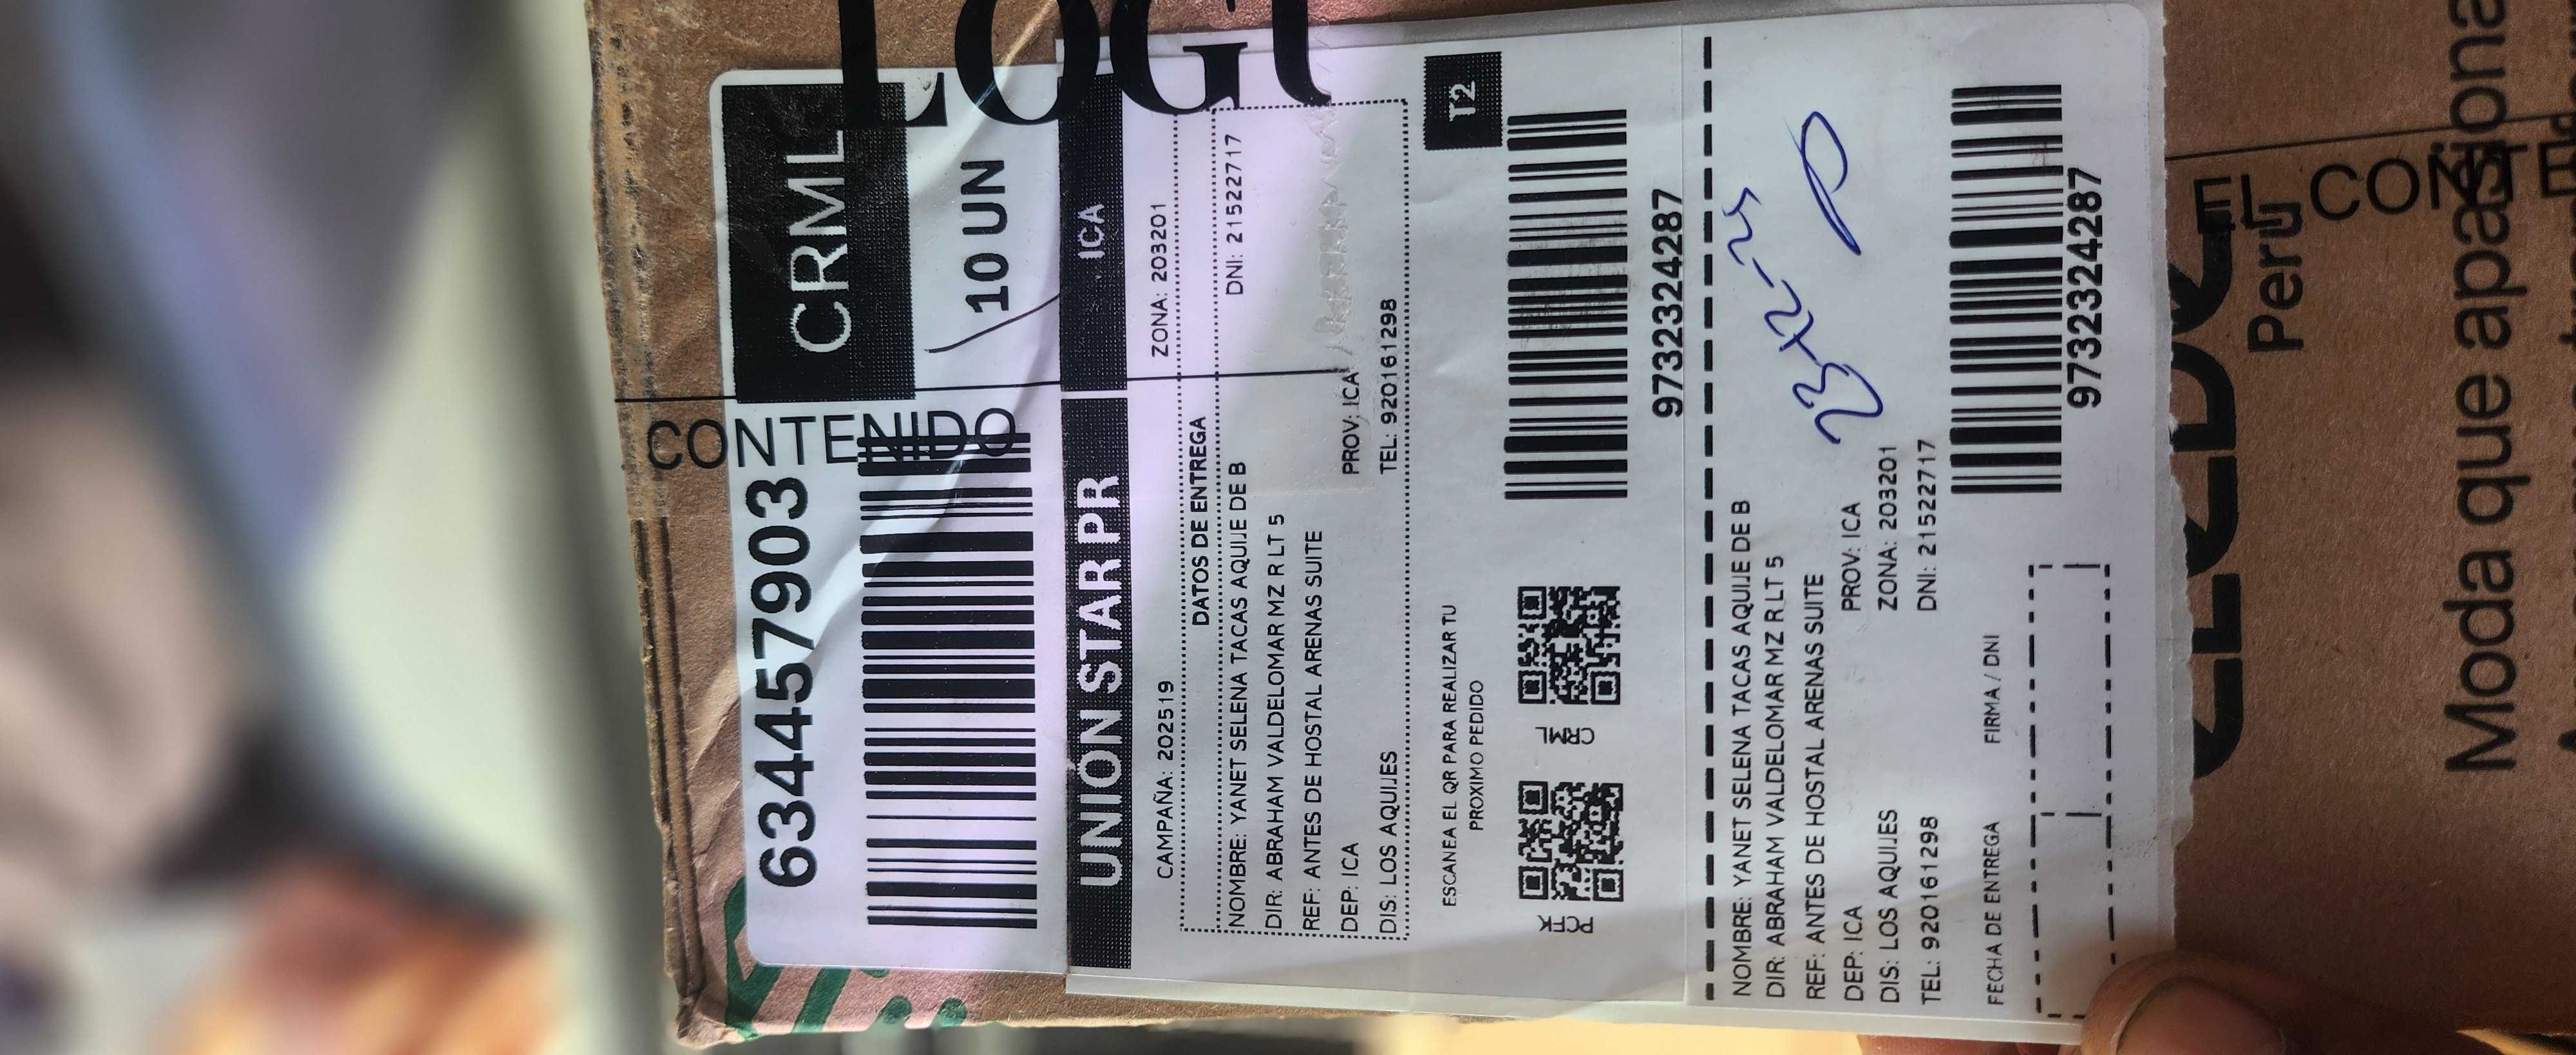 LOGI
CONTENIDO
CRML
6344579033
10 UN
UNION STAR PR
ICA
CAMPAÑA: 202519
ZONA: 203201
DATOS DE ENTREGA
NOMBRE: YANET SELENA TACAS AQUIJE DE B
DNI: 21522717
DIR: ABRAHAM VALDELOMAR MZ R LT 5
REF: ANTES DE HOSTAL ARENAS SUITE
DEP: ICA PROV: ICA
DIS: LOS AQUIJES TEL: 920161298
ESCANEA EL QR PARA REALIZAR TU
PROXIMO PEDIDO
T2
PCFK
CRML
9732324287
NOMBRE: YANET SELENA TACAS AQUIJE DE B
DIR: ABRAHAM VALDELOMAR MZ R LT 5
REF: ANTES DE HOSTAL ARENAS SUITE
DEP: ICA PROV: ICA
DIS: LOS AQUIJES ZONA: 203201
TEL: 920161298 DNI: 21522717
FECHA DE ENTREGA FIRMA / DNI
9732324287
EL CON
Perú
Moda que apasiona